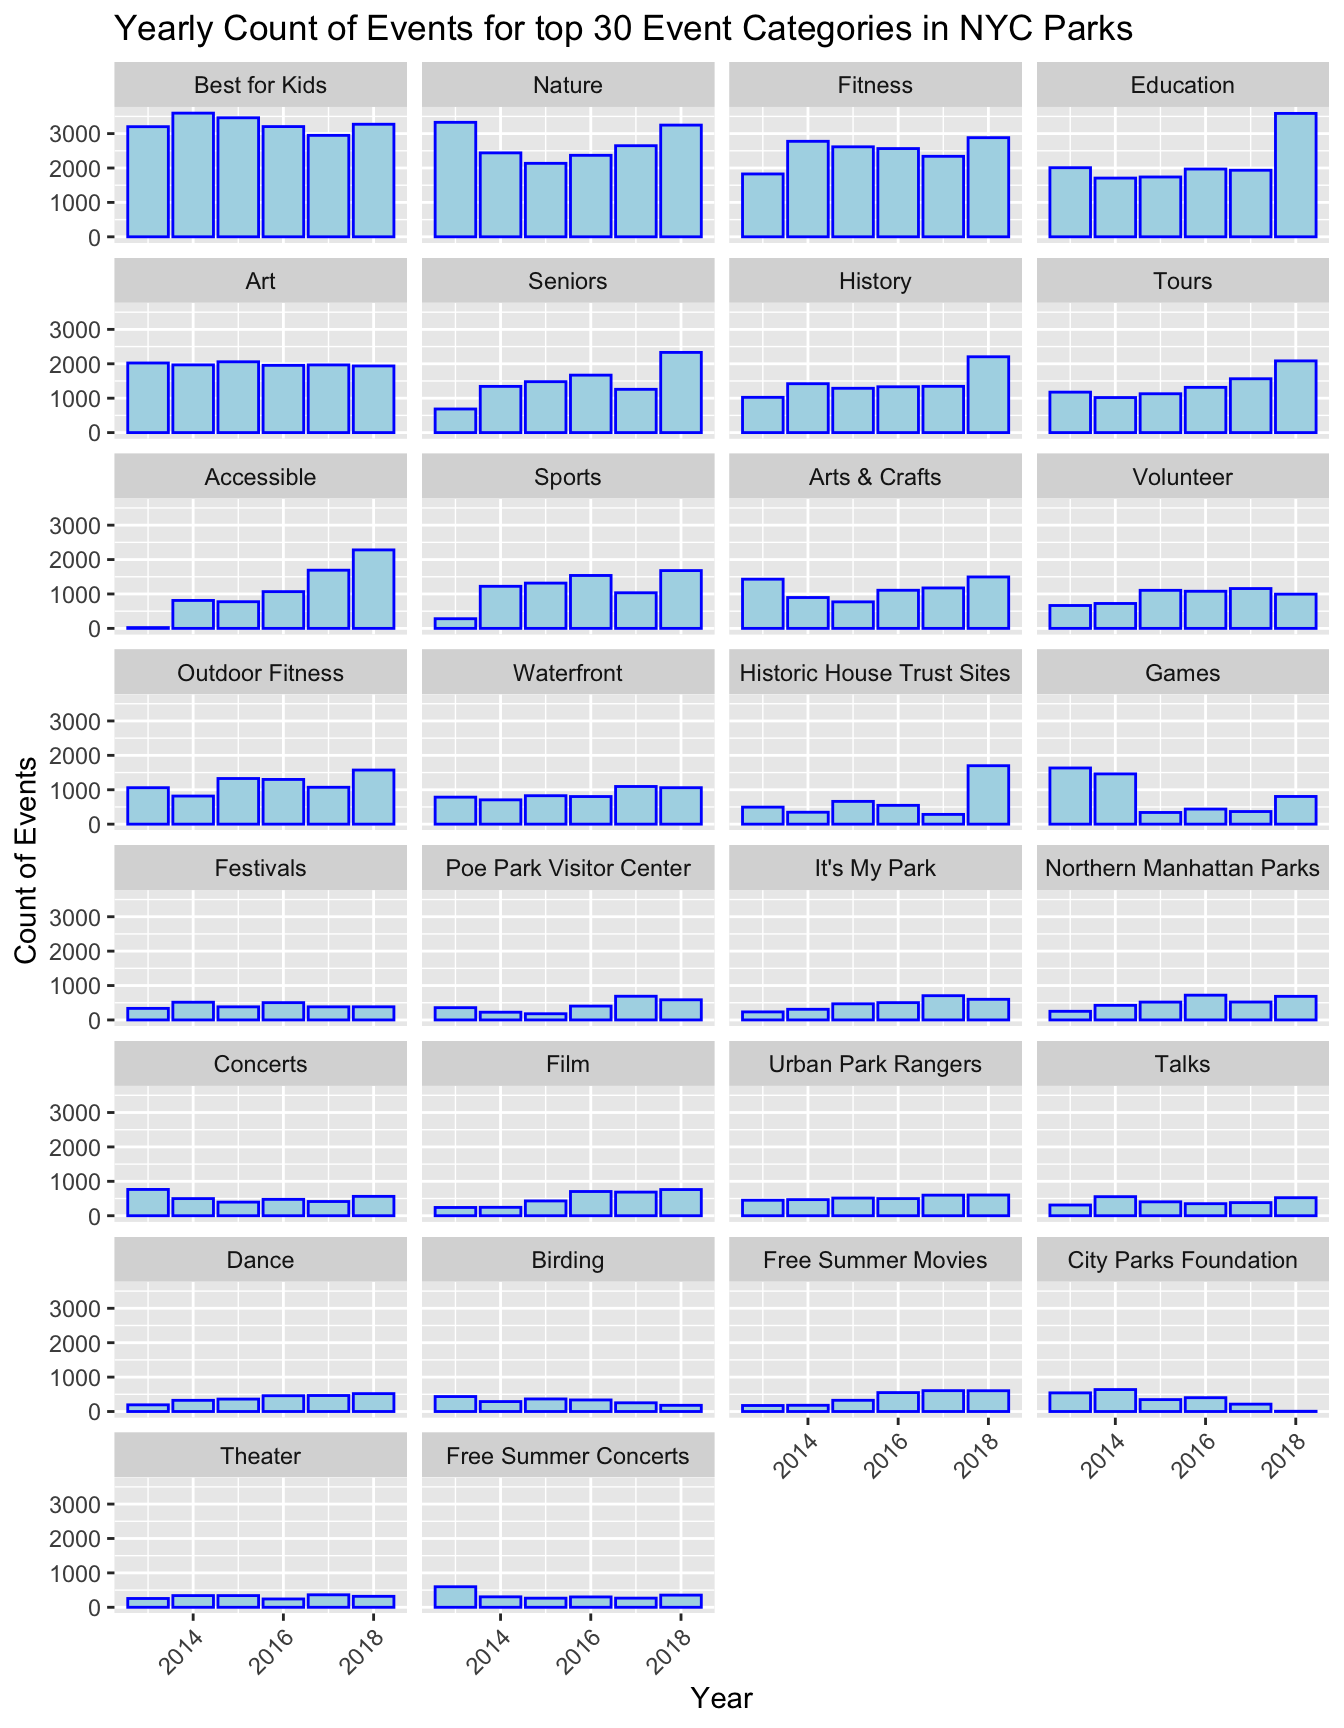 Yearly Count of Events for top 30 Event Categories in NYC Parks
Best for Kids
Nature
Fitness
Education
3000
2000
1000
0
Art
Seniors
History
Tours
3000
2000
1000
0
Accessible
Sports
Arts & Crafts
Volunteer
3000
2000
1000
0
Outdoor Fitness
Waterfront
Historic House Trust Sites
Games
3000
2000
1000
0
Count of Events
Festivals
Poe Park Visitor Center
It's My Park
Northern Manhattan Parks
3000
2000
1000
0
Concerts
Film
Urban Park Rangers
Talks
3000
2000
1000
0
Dance
Birding
Free Summer Movies
City Parks Foundation
3000
2000
1000
0
2014
2016
2018
2014
2016
2018
Theater
Free Summer Concerts
3000
2000
1000
0
2014
2016
2018
2014
2016
2018
Year